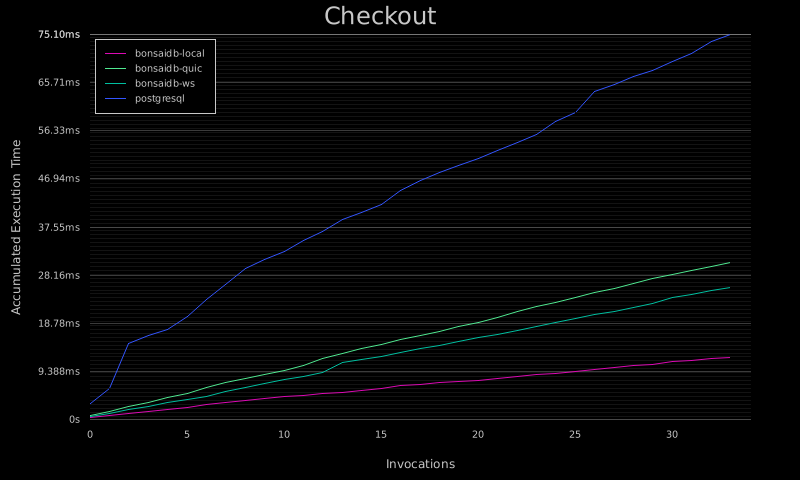 Checkout
75.10ms
65.71ms
56.33ms
46.94ms
37.55ms
28.16ms
18.78ms
9.388ms
0s
bonsaidb-local
bonsaidb-quic
bonsaidb-ws
postgresql
Accumulated Execution Time
0 5 10 15 20 25 30
Invocations